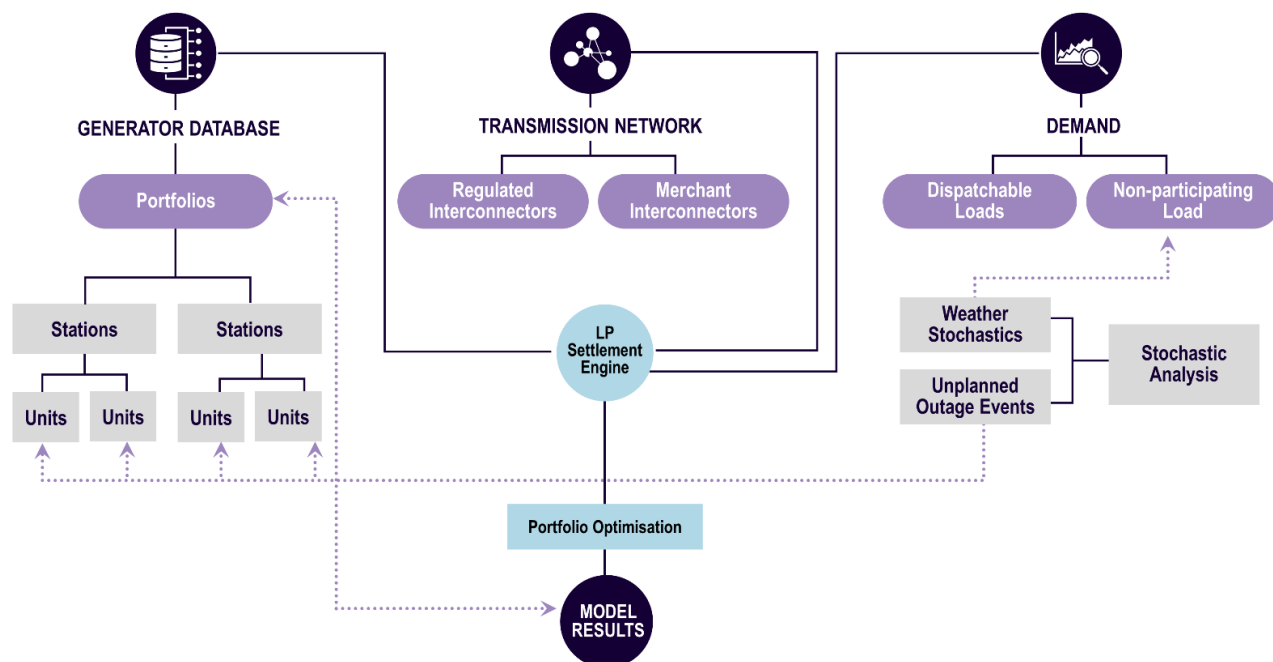 GENERATOR DATABASE
TRANSMISSION NETWORK
DEMAND
Portfolios
Regulated
Interconnectors
Merchant
Interconnectors
Dispatchable
Loads
Non-participating
Load
Stations
Stations
LP
Settlement
Engine
Weather
Stochastics
Stochastic
Analysis
Unplanned
Outage Events
Units
Units
Units
Units
Portfolio Optimisation
MODEL
RESULTS